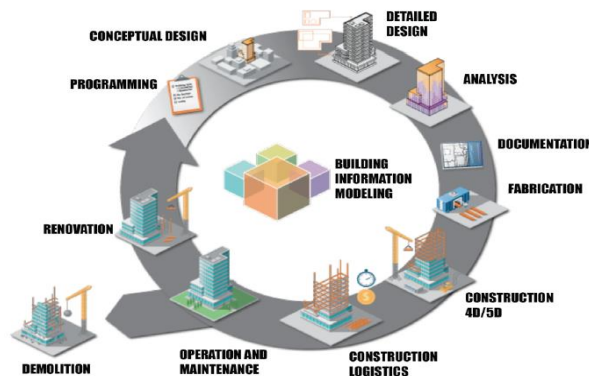 DETAILED
DESIGN
CONCEPTUAL DESIGN
PROGRAMMING
ANALYSIS
DOCUMENTATION
BUILDING
INFORMATION
MODELING
FABRICATION
RENOVATION
CONSTRUCTION
4D/5D
DEMOLITION
OPERATION AND
MAINTENANCE
CONSTRUCTION
LOGISTICS